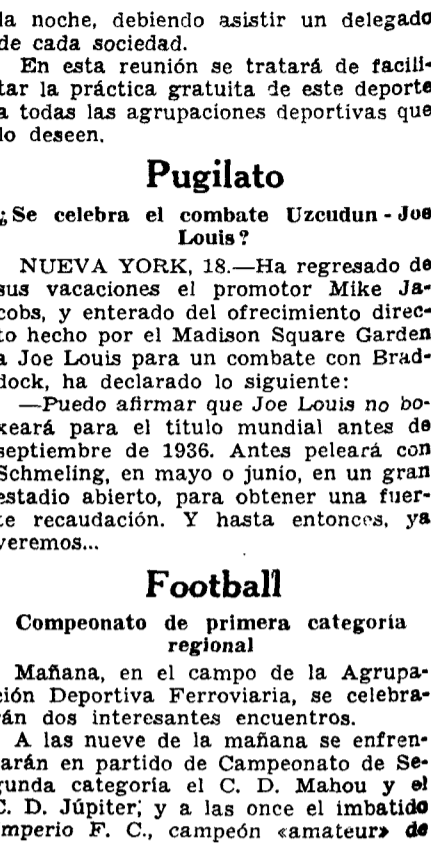 la noche, debiendo asistir un delegado
de cada sociedad.
En esta reunión se tratará de facili-
tar la práctica gratuita de este deporte
a todas las agrupaciones deportivas que
lo deseen.
Pugilato
¿Se celebra el combate Uzcudun - Joe
Louis?
NUEVA YORK, 18.—Ha regresado de
sus vacaciones el promotor Mike Ja-
cobs, y enterado del ofrecimiento direc-
to hecho por el Madison Square Garden
a Joe Louis para un combate con Brad-
dock, ha declarado lo siguiente:
—Puedo afirmar que Joe Louis no bo-
xeará para el título mundial antes de
septiembre de 1936. Antes peleará con
Schmeling, en mayo o junio, en un gran
estadio abierto, para obtener una fuer-
te recaudación. Y hasta entonces, ya
veremos...
Football
Compeonato de primera categoría
regional
Mañana, en el campo de la Agrupa-
ción Deportiva Ferroviaria, se celebra-
rán dos interesantes encuentros.
A las nueve de la mañana se enfren-
tarán en partido de Campeonato de Se-
gunda categoría el C. D. Mahou y el
C. D. Júpiter; y a las once el imbatido
Imperio F. C., campeón «amateur» de